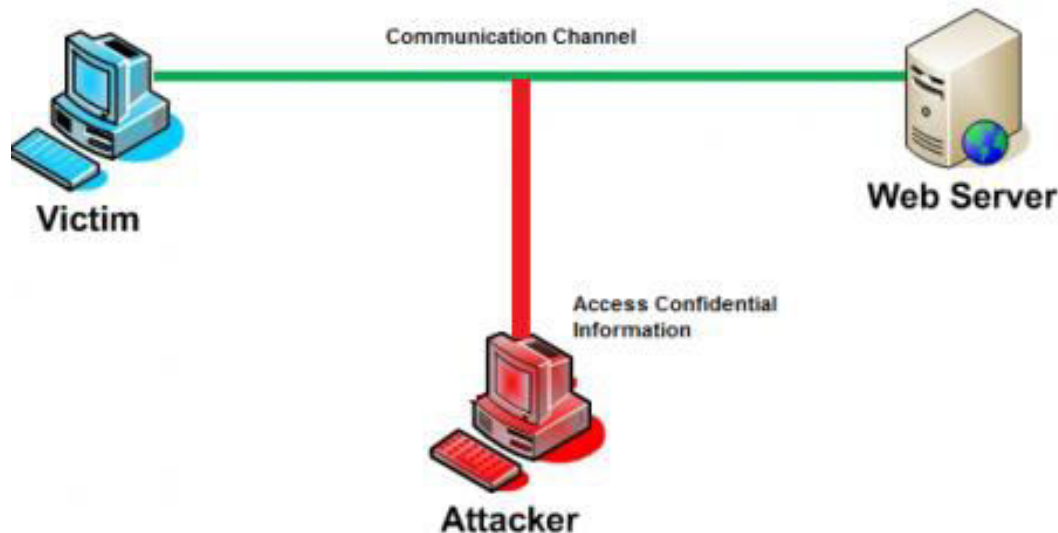 Communication Channel
Victim
Web Server
Access Confidential
Information
Attacker